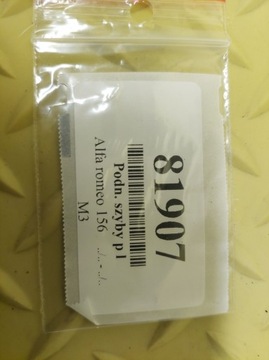 81907
Podn. szyby p l
Alfa romeo 156 ../..-../..
M3